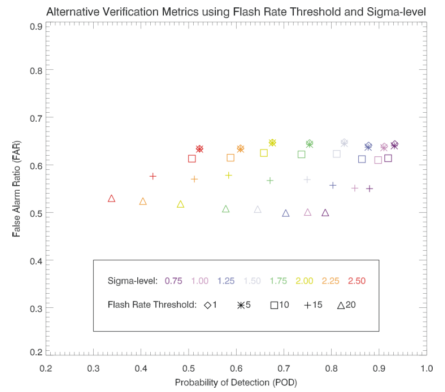 Alternative Verification Metrics using Flash Rate Threshold and Sigma-level
0.9
0.8
0.7
0.6
0.5
0.4
0.3
0.2
False Alarm Ratio (FAR)
Sigma-level: 0.75 1.00 1.25 1.50 1.75 2.00 2.25 2.50
Flash Rate Threshold: 1 5 10 15 20
0.2 0.3 0.4 0.5 0.6 0.7 0.8 0.9 1.0
Probability of Detection (POD)